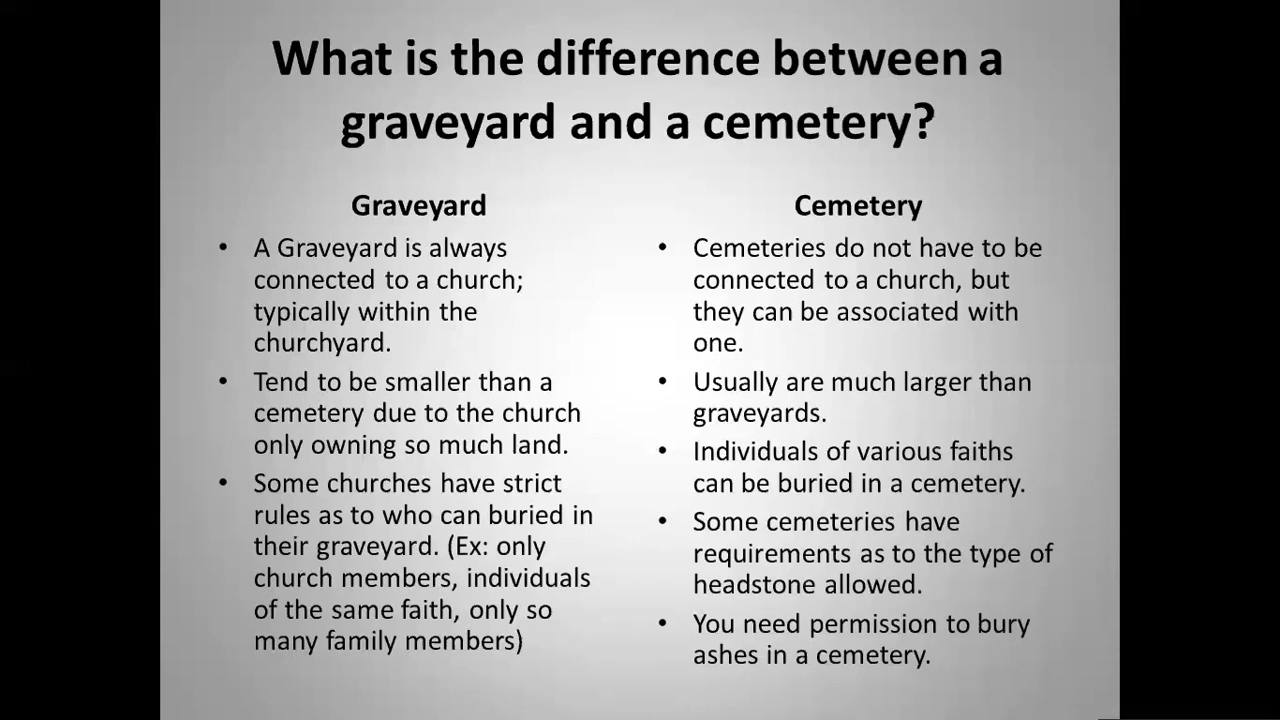 What is the difference between a
graveyard and a cemetery?
Graveyard
• A Graveyard is always
connected to a church;
typically within the
churchyard.
• Tend to be smaller than a
cemetery due to the church
only owning so much land.
• Some churches have strict
rules as to who can buried in
their graveyard. (Ex: only
church members, individuals
of the same faith, only so
many family members)
Cemetery
• Cemeteries do not have to be
connected to a church, but
they can be associated with
one.
• Usually are much larger than
graveyards.
• Individuals of various faiths
can be buried in a cemetery.
• Some cemeteries have
requirements as to the type of
headstone allowed.
• You need permission to bury
ashes in a cemetery.